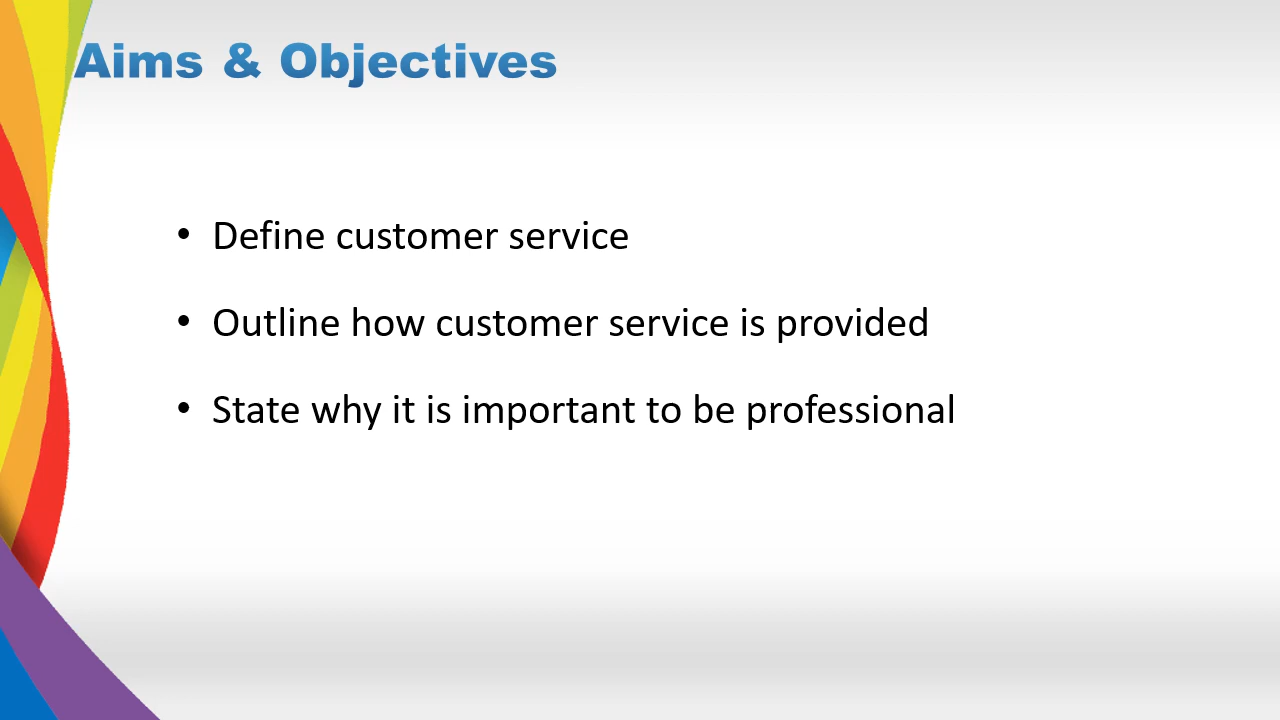 Aims & Objectives
• Define customer service
• Outline how customer service is provided
• State why it is important to be professional